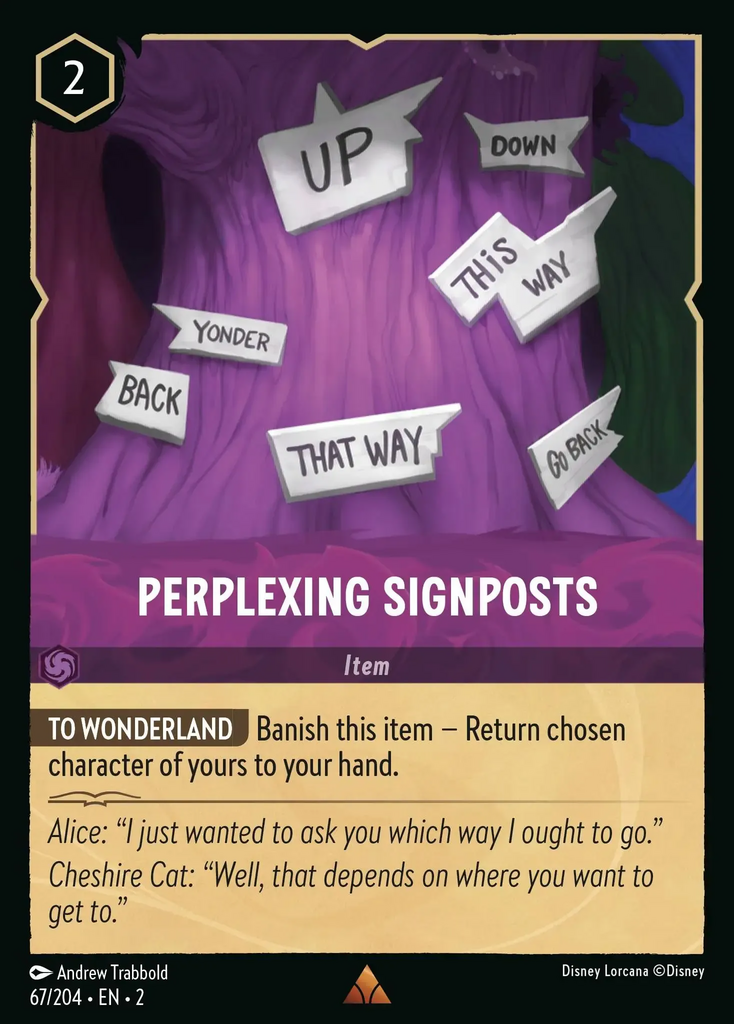 2
UP
DOWN
THIS
WAY
YONDER
BACK
THAT WAY
GO BACK
PERPLEXING SIGNPOSTS
Item
TO WONDERLAND Banish this item – Return chosen
character of yours to your hand.
Alice: “I just wanted to ask you which way I ought to go.”
Cheshire Cat: “Well, that depends on where you want to
get to.”
Andrew Trabbold
Disney Lorcana ©Disney
67/204 • EN • 2